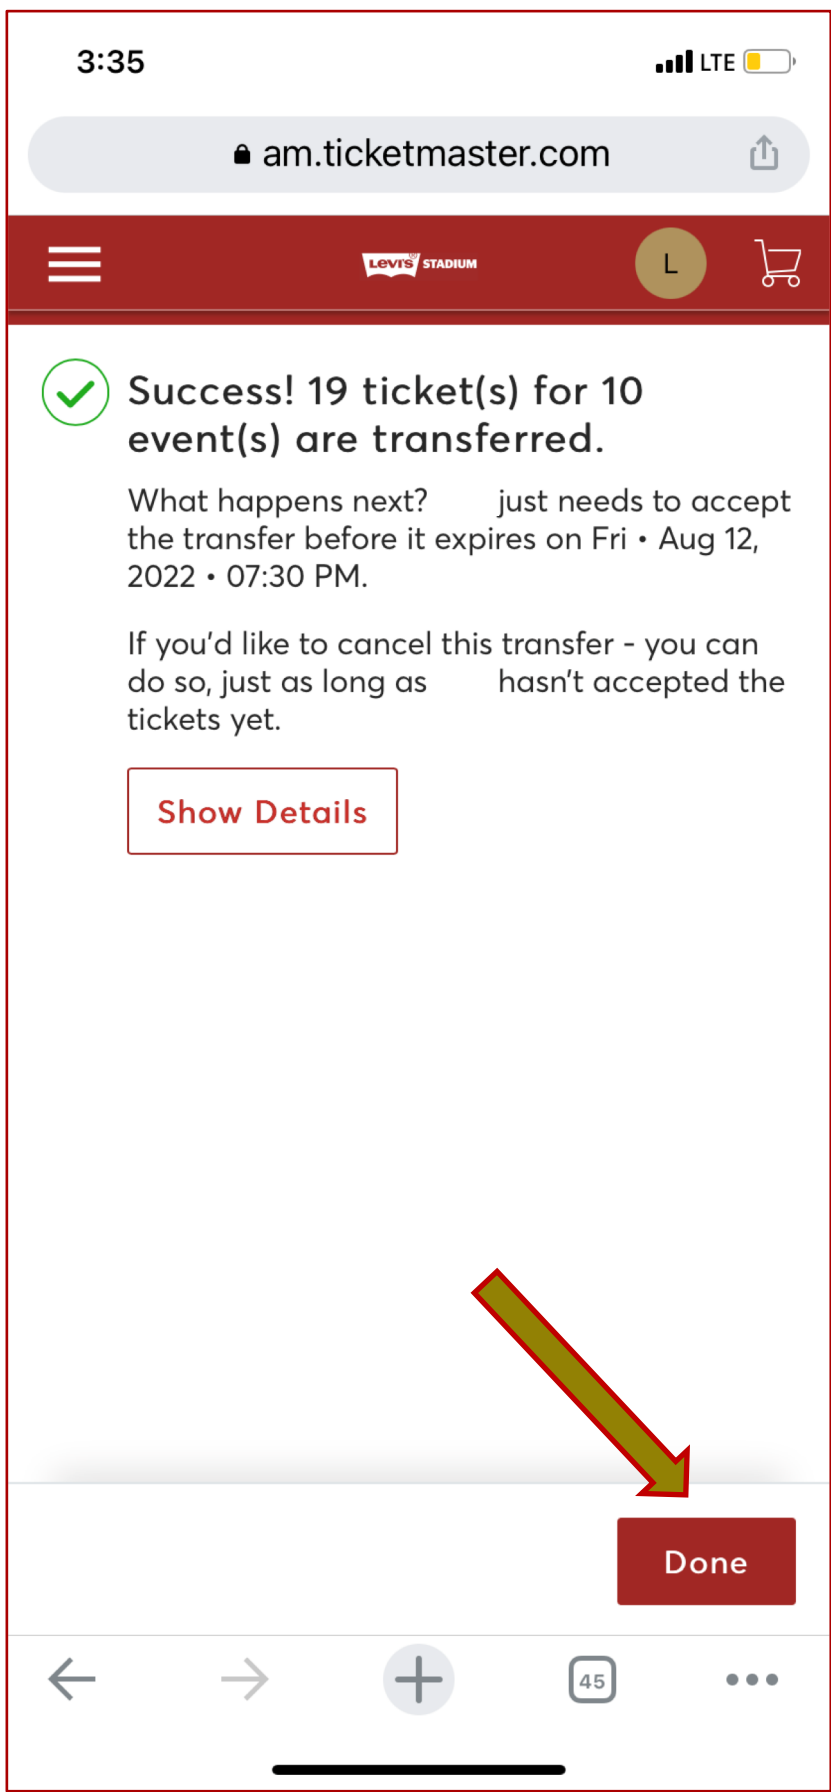 3:35 LTE
am.ticketmaster.com
LEVI'S® STADIUM L
Success! 19 ticket(s) for 10
event(s) are transferred.
What happens next? just needs to accept
the transfer before it expires on Fri • Aug 12,
2022 • 07:30 PM.
If you'd like to cancel this transfer - you can
do so, just as long as hasn't accepted the
tickets yet.
Show Details
Done
45